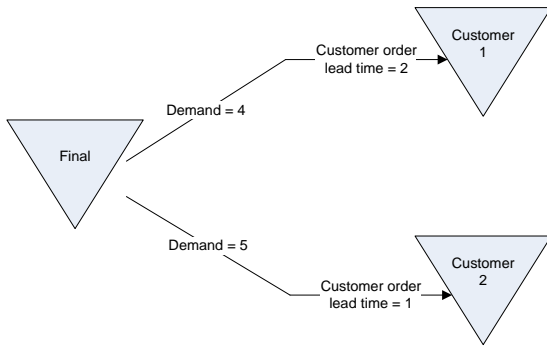 Customer
1
Customer order
lead time = 2
Demand = 4
Final
Demand = 5
Customer
2
Customer order
lead time = 1